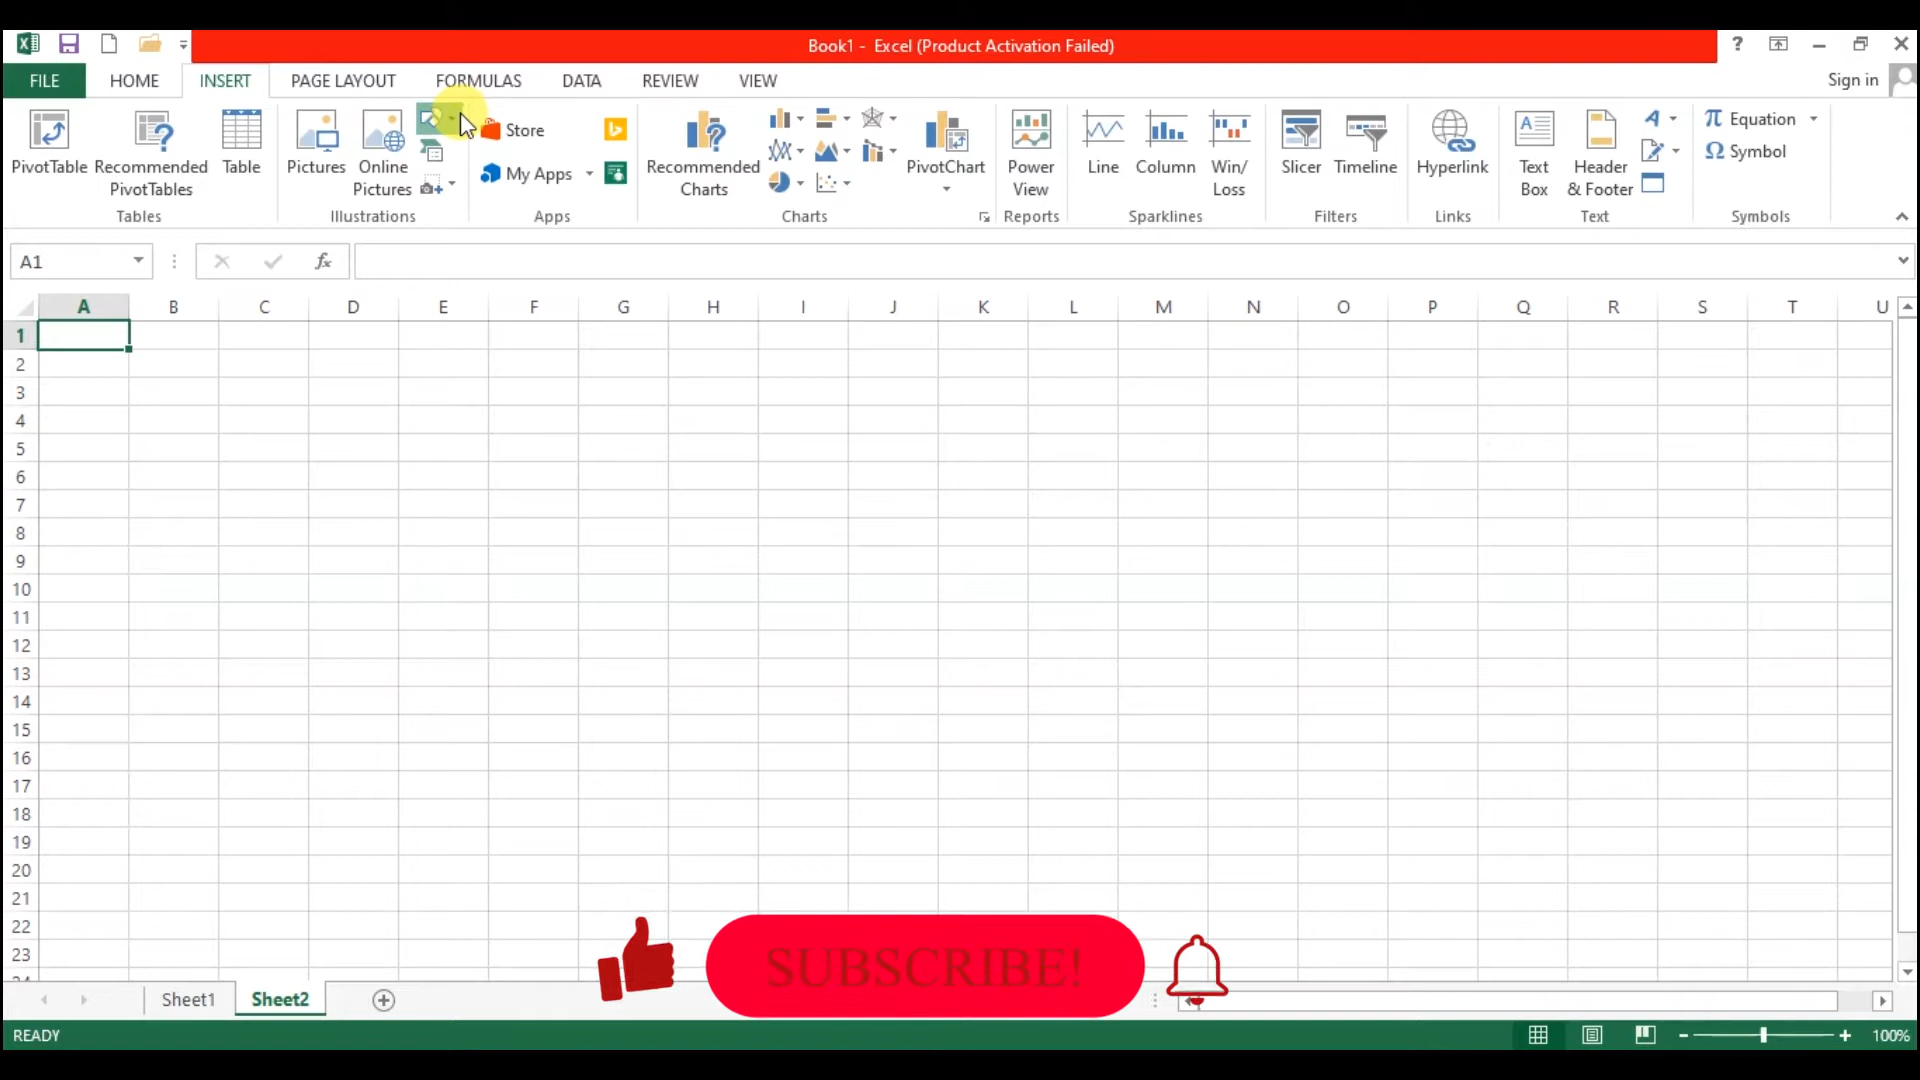 Book1 - Excel (Product Activation Failed)
?
FILE HOME INSERT PAGE LAYOUT FORMULAS DATA REVIEW VIEW Sign in
PivotTable
Recommended PivotTables
Table
Tables
Pictures
Online Pictures
Illustrations
Store
My Apps
Apps
Recommended Charts
PivotChart
Charts
Power View
Reports
Line
Column
Win/ Loss
Sparklines
Slicer
Timeline
Filters
Hyperlink
Links
Text Box
Header & Footer
Text
π Equation
Ω Symbol
Symbols
A1
fx
A B C D E F G H I J K L M N O P Q R S T U
1
2
3
4
5
6
7
8
9
10
11
12
13
14
15
16
17
18
19
20
21
22
23
SUBSCRIBE!
Sheet1 Sheet2
READY
100%